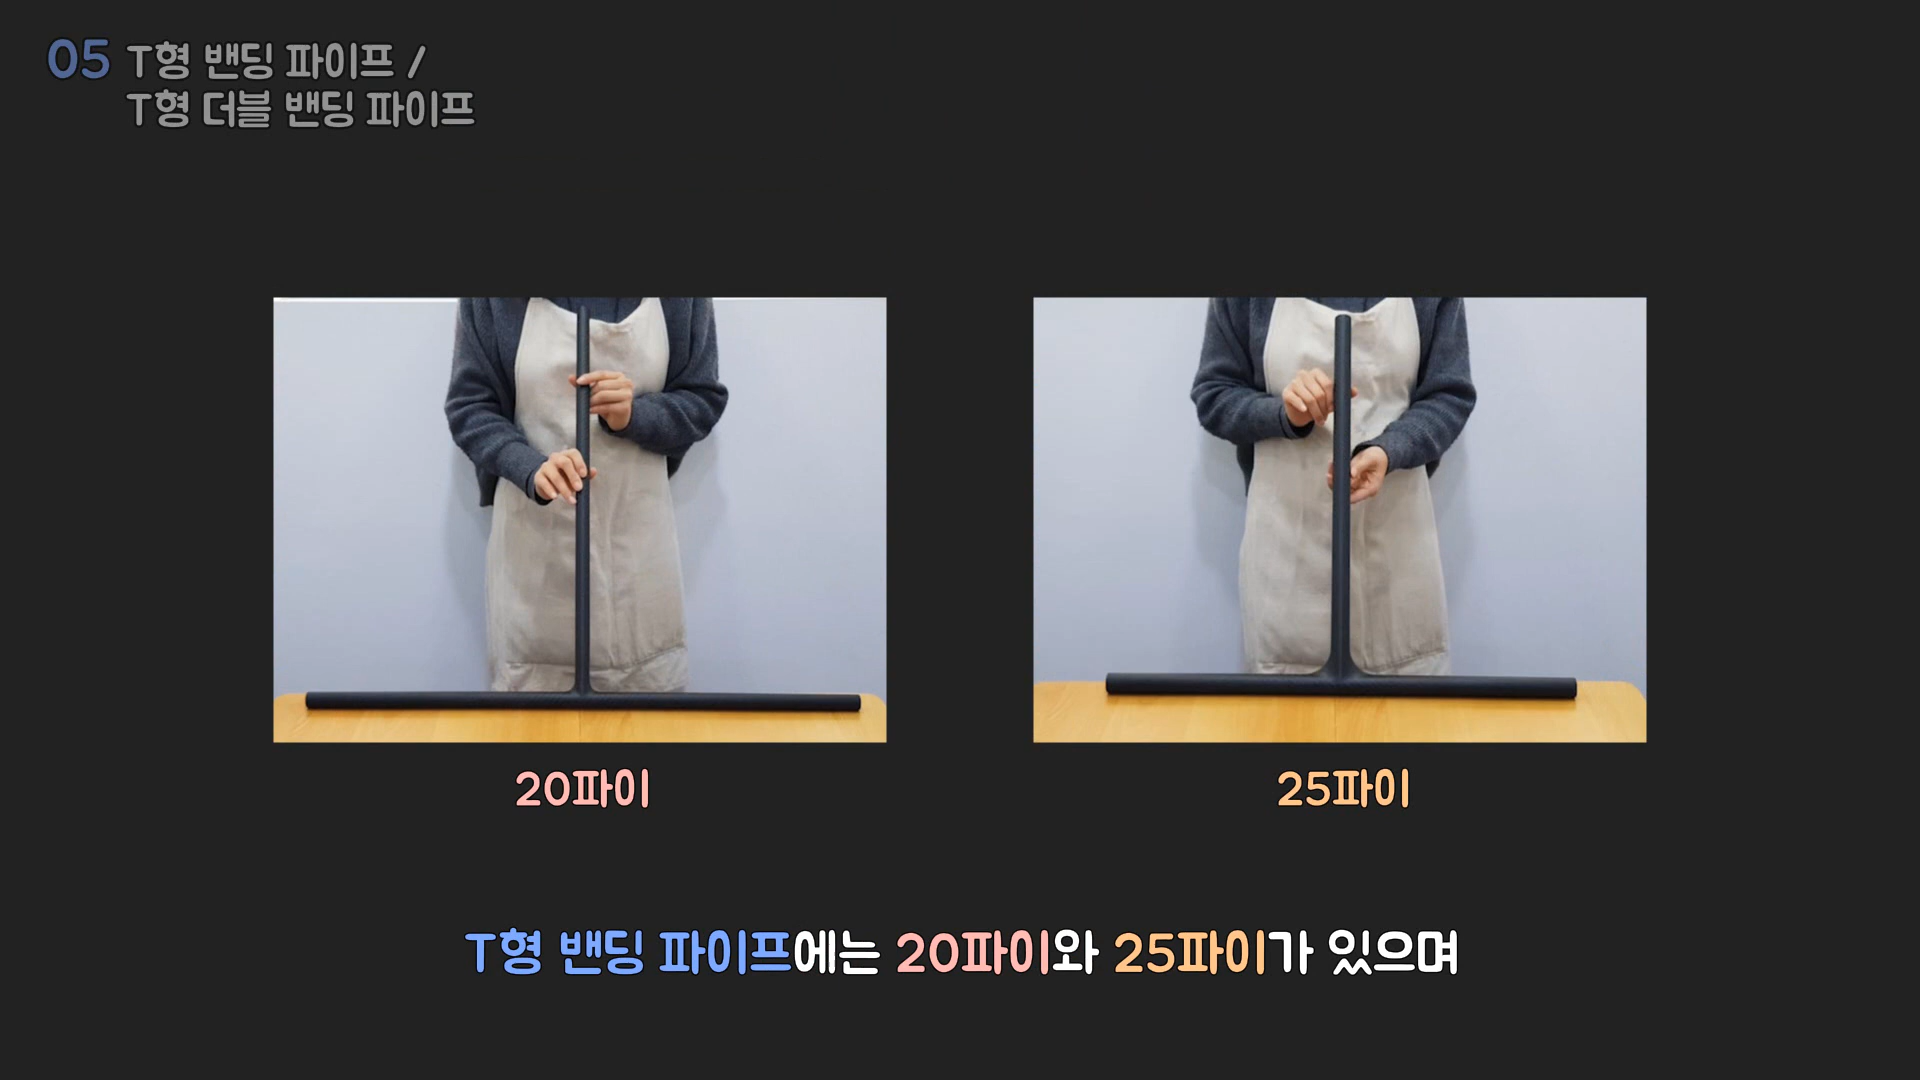 05 T형 밴딩 파이프 /
T형 더블 밴딩 파이프
20파이
25파이
T형 밴딩 파이프에는 20파이와 25파이가 있으며